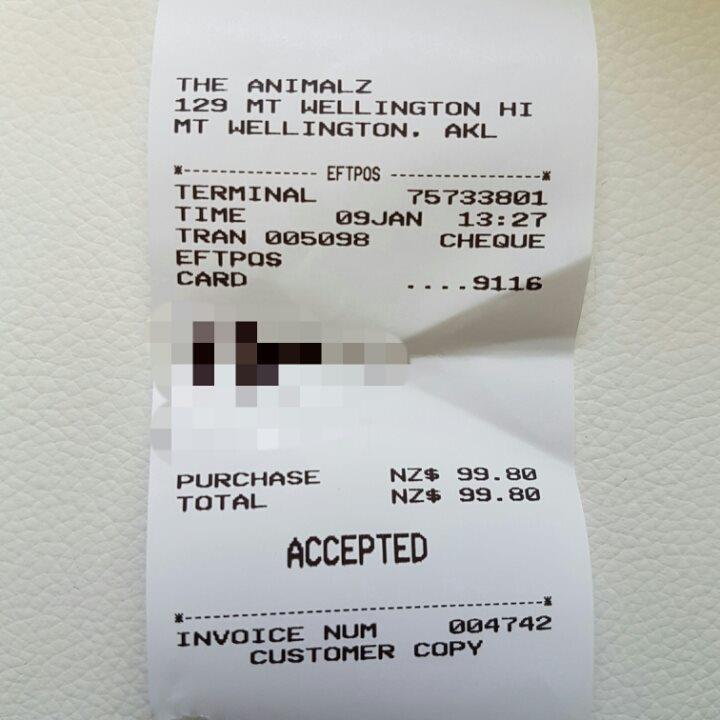 THE ANIMALZ
129 MT WELLINGTON HI
MT WELLINGTON. AKL
*--------------- EFTPOS -----------------*
TERMINAL 75733801
TIME 09JAN 13:27
TRAN 005098 CHEQUE
EFTPOS
CARD ....9116
PURCHASE NZ$ 99.80
TOTAL NZ$ 99.80
ACCEPTED
*----------------------------------------*
INVOICE NUM 004742
CUSTOMER COPY